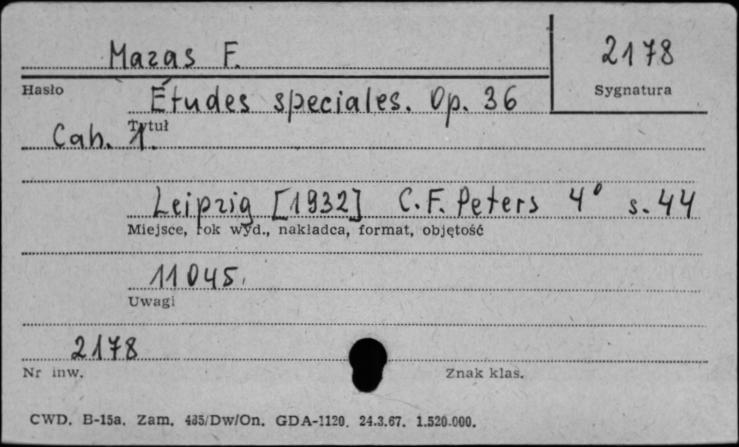 Mazas F.
2178
Hasło
Sygnatura
Études speciales. Op. 36
Tytuł
Cah. 1.
Leipzig [1932] C.F. Peters 4° s. 44
Miejsce, rok wyd., nakładca, format, objętość
11045.
Uwagi
2178
Nr inw.
Znak klas.
CWD. B-15a. Zam. 485/Dw/On. GDA-1120. 24.3.67. 1.520.000.